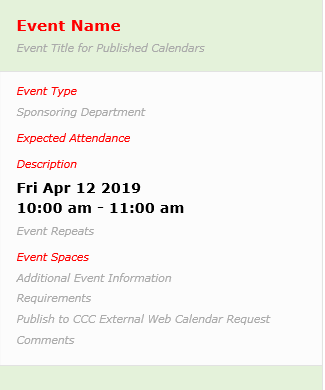 Event Name
Event Title for Published Calendars
Event Type
Sponsoring Department
Expected Attendance
Description
Fri Apr 12 2019
10:00 am - 11:00 am
Event Repeats
Event Spaces
Additional Event Information
Requirements
Publish to CCC External Web Calendar Request
Comments